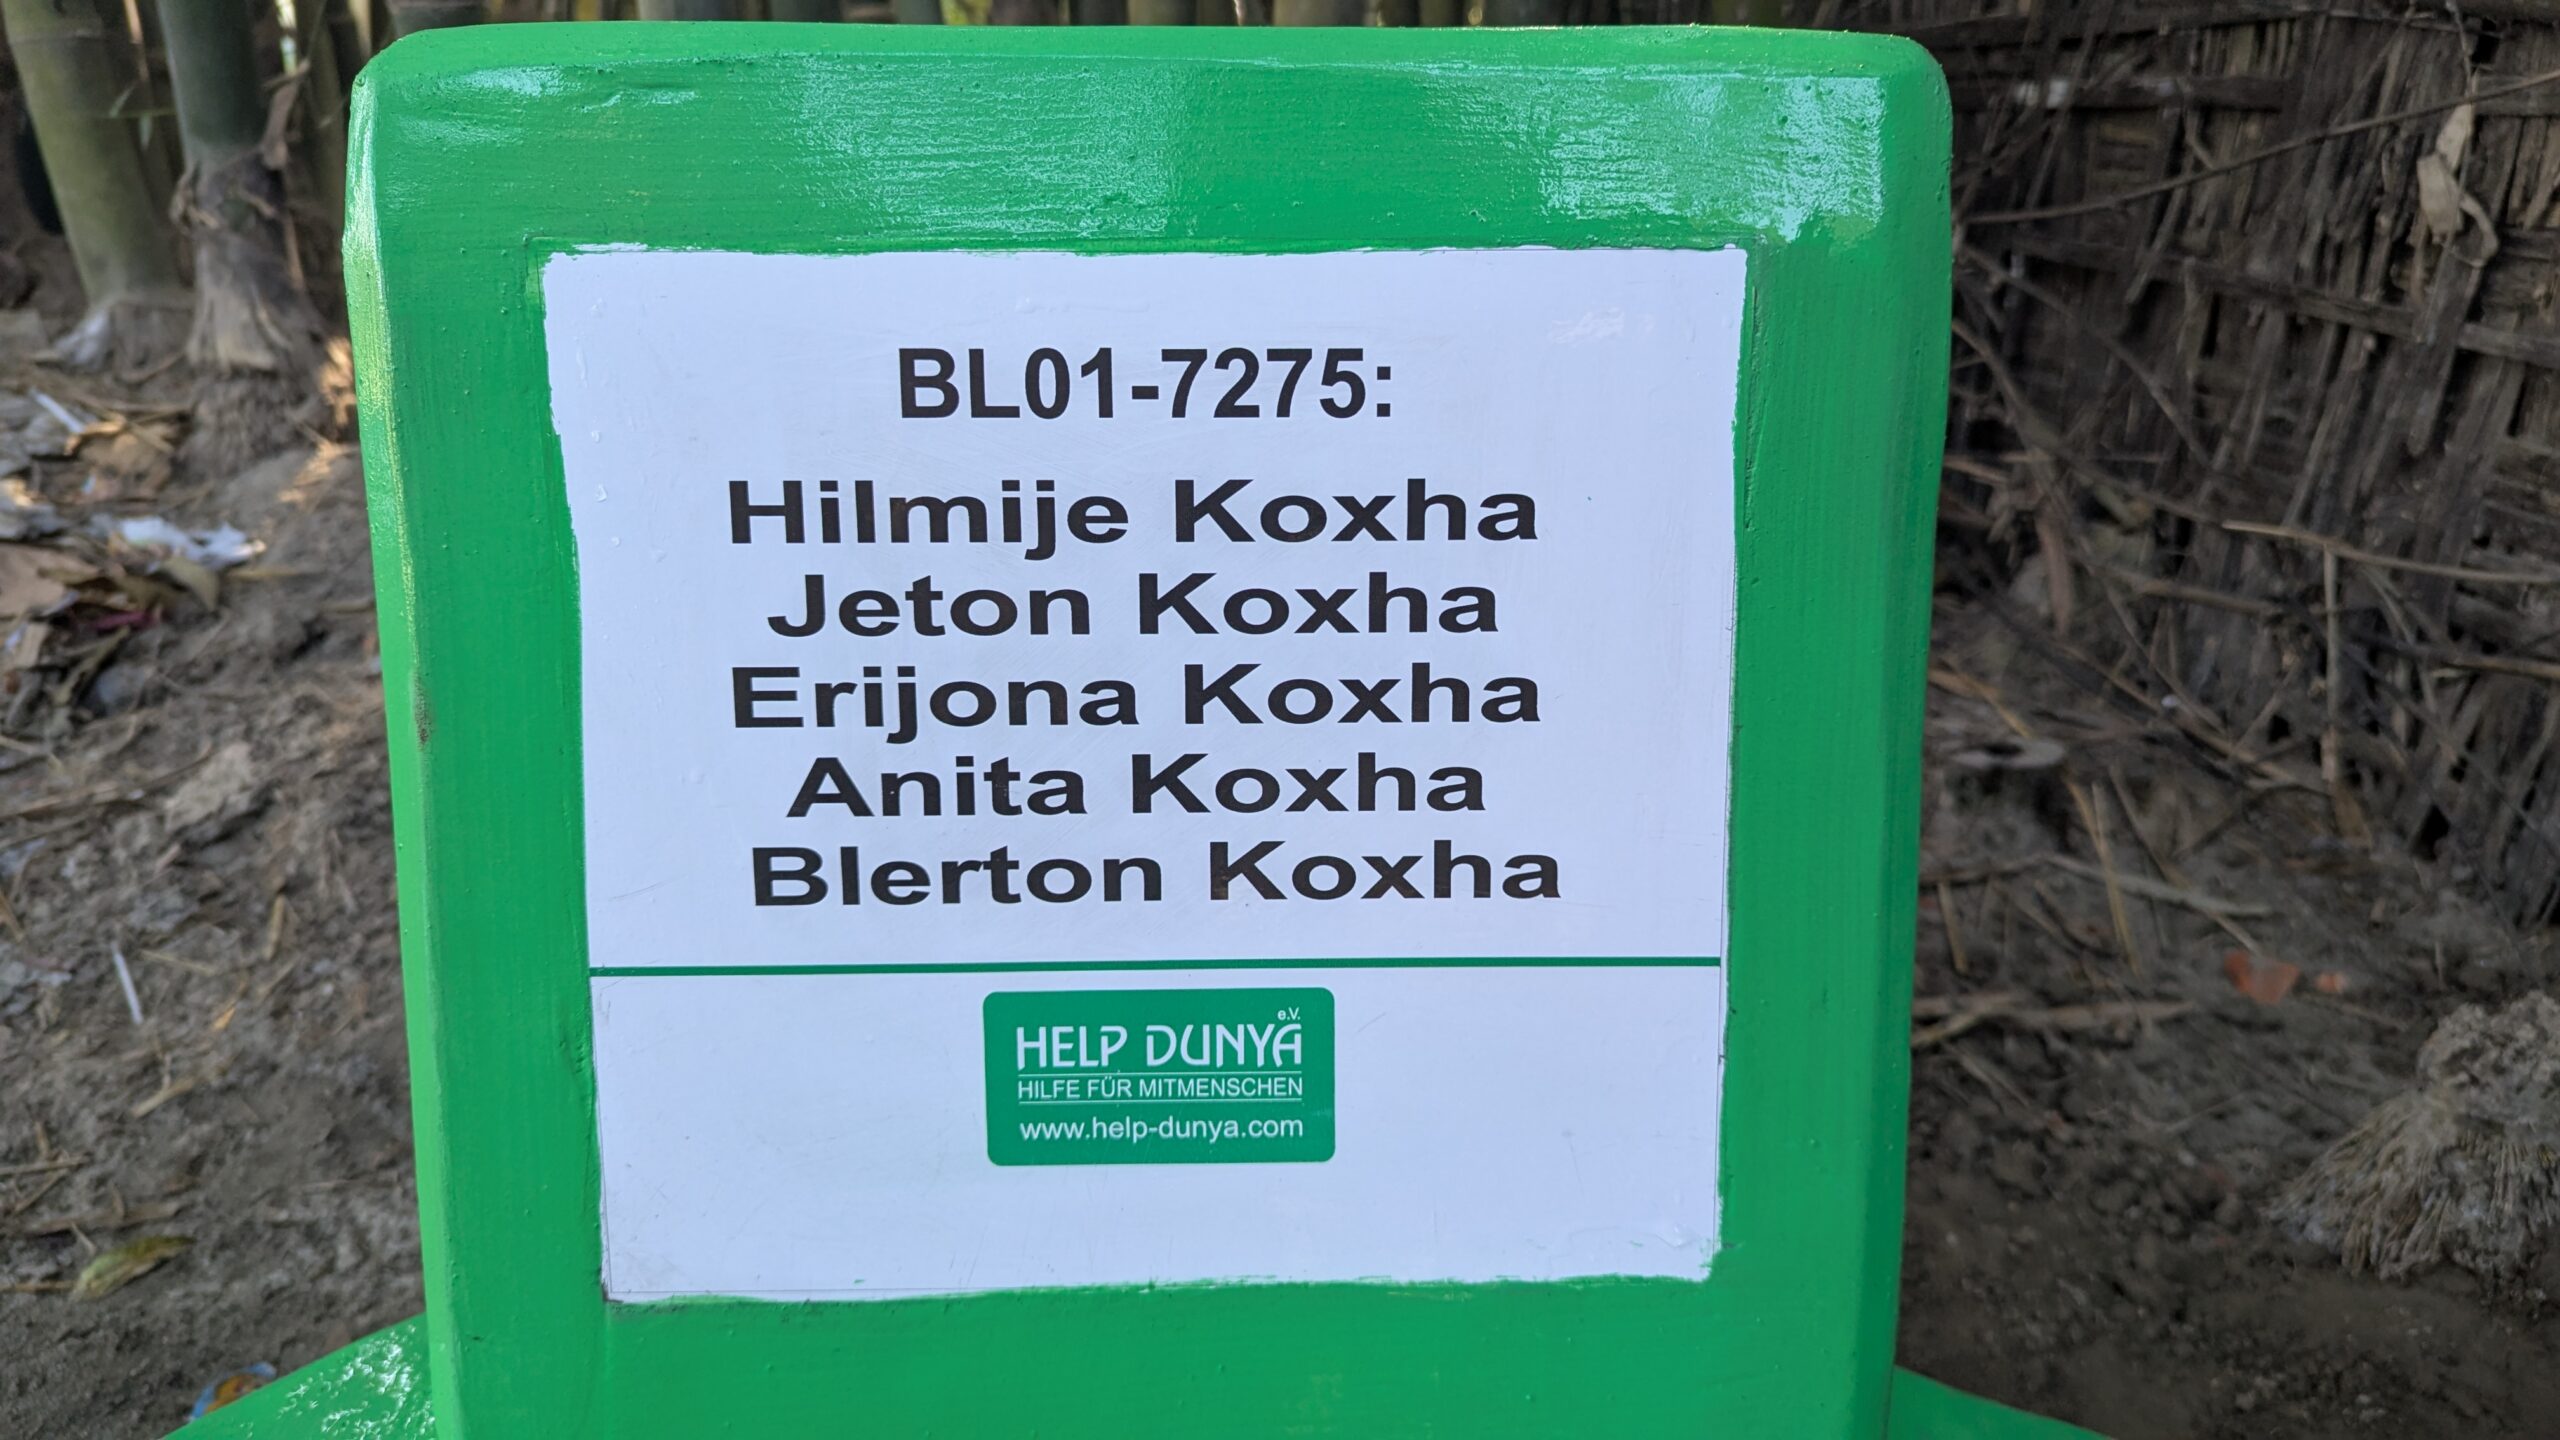 BL01-7275:
Hilmije Koxha
Jeton Koxha
Erijona Koxha
Anita Koxha
Blerton Koxha
HELP DUNYA e.V.
HILFE FÜR MITMENSCHEN
www.help-dunya.com